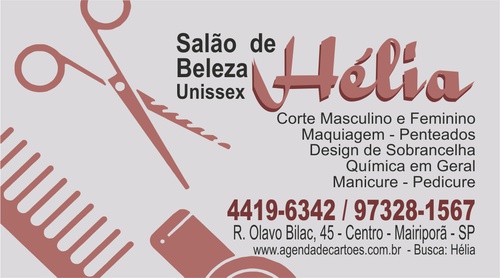 Salão de
Beleza
Unissex
Hélia
Corte Masculino e Feminino
Maquiagem - Penteados
Design de Sobrancelha
Química em Geral
Manicure - Pedicure
4419-6342 / 97328-1567
R. Olavo Bilac, 45 - Centro - Mairiporã - SP
www.agendadecartoes.com.br - Busca: Hélia